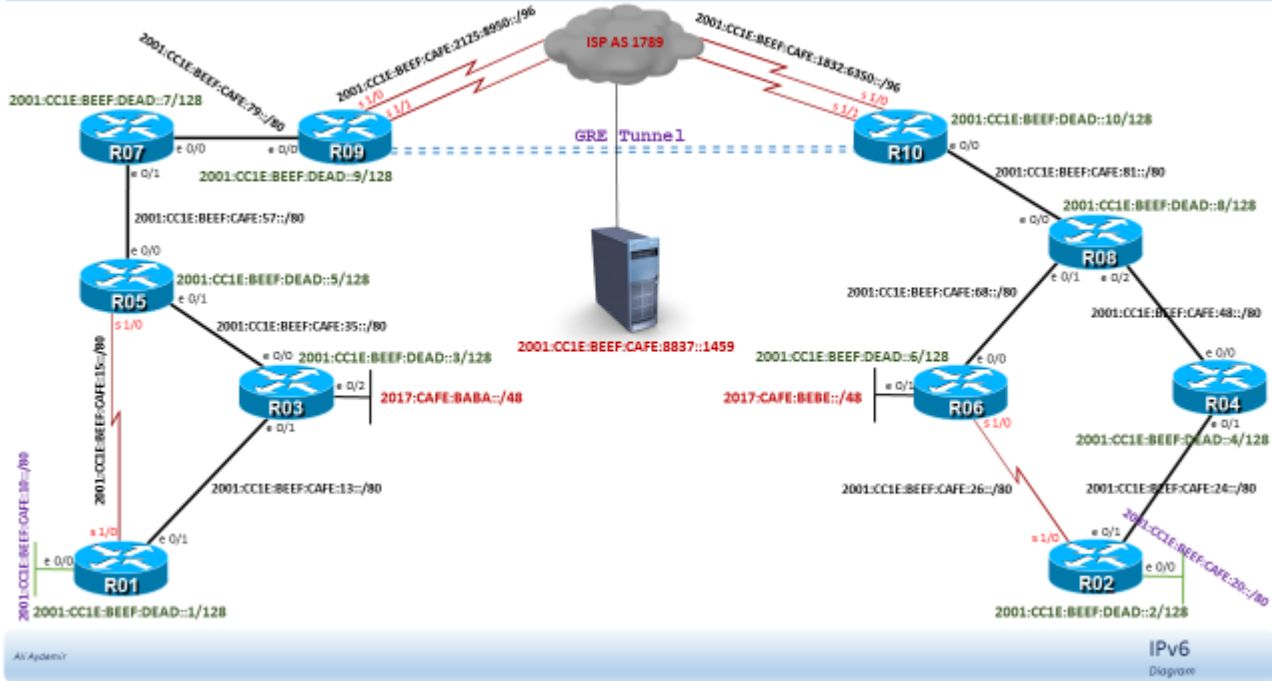 ISP AS 1789
2001:CC1E:BEEF:CAFE:2125:8950::/96
2001:CC1E:BEEF:CAFE:1832:6350::/96
2001:CC1E:BEEF:CAFE:79::/80
s 1/0
s 1/1
s 1/0
s 1/1
2001:CC1E:BEEF:DEAD::7/128
R07
e 0/0
e 0/1
e 0/0
R09
2001:CC1E:BEEF:DEAD::9/128
GRE Tunnel
R10
2001:CC1E:BEEF:DEAD::10/128
e 0/0
2001:CC1E:BEEF:CAFE:81::/80
2001:CC1E:BEEF:DEAD::8/128
e 0/0
R08
e 0/1
e 0/2
2001:CC1E:BEEF:CAFE:57::/80
e 0/0
2001:CC1E:BEEF:DEAD::5/128
R05
e 0/1
s 1/0
2001:CC1E:BEEF:CAFE:35::/80
2001:CC1E:BEEF:CAFE:68::/80
2001:CC1E:BEEF:CAFE:48::/80
2001:CC1E:BEEF:CAFE:8837::1459
e 0/0
2001:CC1E:BEEF:DEAD::3/128
R03
e 0/2
e 0/1
2017:CAFE:BABA::/48
2001:CC1E:BEEF:DEAD::6/128
e 0/0
e 0/1
R06
s 1/0
2017:CAFE:BEBE::/48
e 0/0
R04
e 0/1
2001:CC1E:BEEF:DEAD::4/128
2001:CC1E:BEEF:CAFE:15::/80
2001:CC1E:BEEF:CAFE:13::/80
2001:CC1E:BEEF:CAFE:26::/80
2001:CC1E:BEEF:CAFE:24::/80
2001:CC1E:BEEF:CAFE:10::/80
s 1/0
e 0/1
e 0/0
R01
2001:CC1E:BEEF:DEAD::1/128
s 1/0
e 0/1
e 0/0
R02
2001:CC1E:BEEF:CAFE:20::/80
2001:CC1E:BEEF:DEAD::2/128
Ali Aydemir
IPv6
Diagram